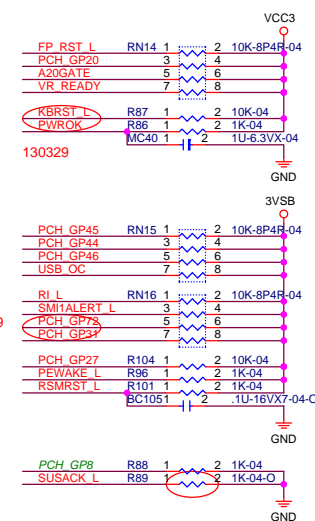 VCC3
FP_RST_L RN14 1 2 10K-8P4R-04
PCH_GP20 3 4
A20GATE 5 6
VR_READY 7 8
KBRST_L R87 1 2 10K-04
PWROK R86 1 2 1K-04
MC40 1 2 1U-6.3VX-04
130329
GND
3VSB
PCH_GP45 RN15 1 2 10K-8P4R-04
PCH_GP44 3 4
PCH_GP46 5 6
USB_OC 7 8
RI_L RN16 1 2 10K-8P4R-04
SMI1ALERT_L 3 4
9
PCH_GP72 5 6
PCH_GP31 7 8
PCH_GP27 R104 1 2 10K-04
PEWAKE_L R96 1 2 1K-04
RSMRST_L R101 1 2 1K-04
BC105 1 2 .1U-16VX7-04-O
GND
PCH_GP8 R88 1 2 1K-04
SUSACK_L R89 1 2 1K-04-O
GND